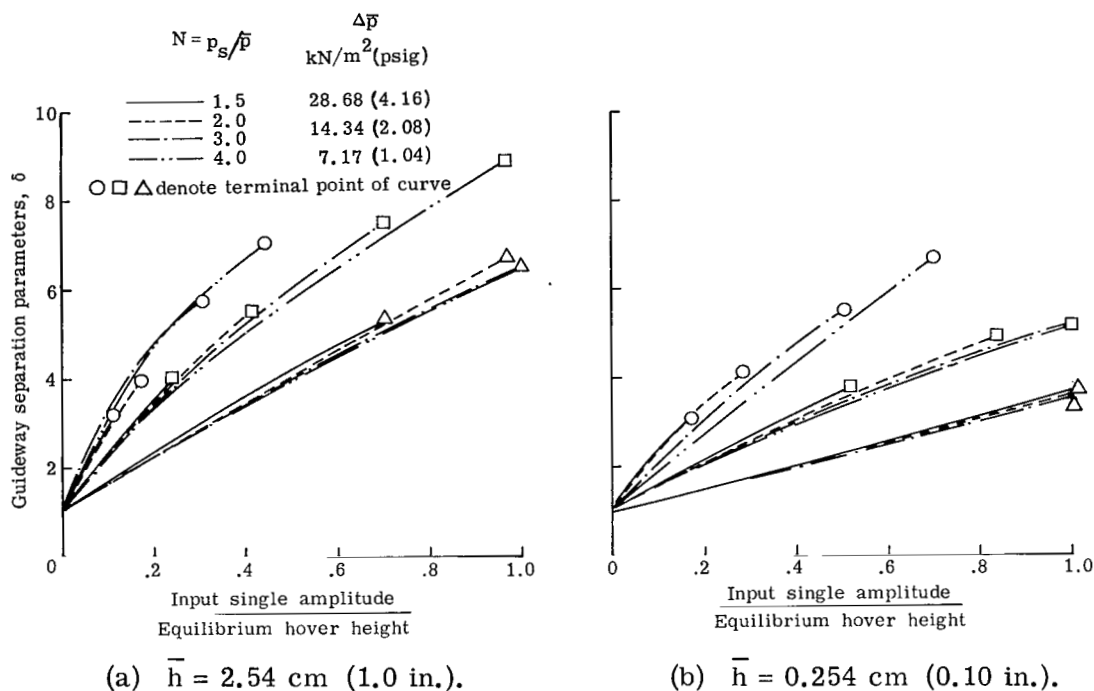 N = p_s/p̅
Δp̅
kN/m²(psig)
1.5 28.68 (4.16)
2.0 14.34 (2.08)
3.0 7.17 (1.04)
4.0
○ □ △ denote terminal point of curve
Guideway separation parameters, δ
10
8
6
4
2
0
0 .2 .4 .6 .8 1.0
Input single amplitude
Equilibrium hover height
(a) h̅ = 2.54 cm (1.0 in.).
0 .2 .4 .6 .8 1.0
Input single amplitude
Equilibrium hover height
(b) h̅ = 0.254 cm (0.10 in.).